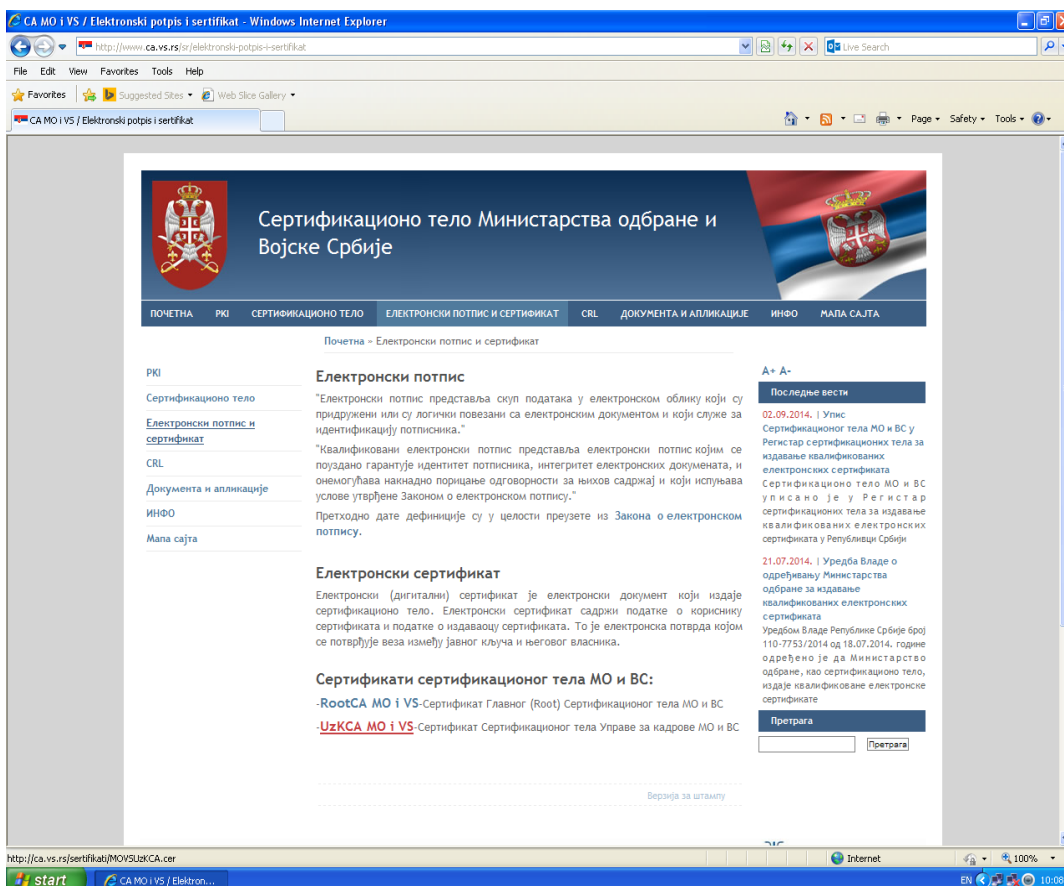 CA MO i VS / Elektronski potpis i sertifikat - Windows Internet Explorer
http://www.ca.vs.rs/sr/elektronski-potpis-i-sertifikat
Live Search
File Edit View Favorites Tools Help
Favorites Suggested Sites Web Slice Gallery
CA MO i VS / Elektronski potpis i sertifikat
Page Safety Tools
Сертификационо тело Министарства одбране и
Војске Србије
ПОЧЕТНА PKI СЕРТИФИКАЦИОНО ТЕЛО ЕЛЕКТРОНСКИ ПОТПИС И СЕРТИФИКАТ CRL ДОКУМЕНТА И АПЛИКАЦИЈЕ ИНФО МАПА САЈТА
Почетна » Електронски потпис и сертификат
PKI
Сертификационо тело
Електронски потпис и
сертификат
CRL
Документа и апликације
ИНФО
Мапа сајта
Електронски потпис
"Електронски потпис представља скуп података у електронском облику који су
придружени или су логички повезани са електронским документом и који служе за
идентификацију потписника."
"Квалификовани електронски потпис представља електронски потпис којим се
поуздано гарантује идентитет потписника, интегритет електронских докумената, и
онемогућава накнадно порицање одговорности за њихов садржај и који испуњава
услове утврђене Законом о електронском потпису."
Претходно дате дефиниције су у целости преузете из Закона о електронском
потпису.
Електронски сертификат
Електронски (дигитални) сертификат је електронски документ који издаје
сертификационо тело. Електронски сертификат садржи податке о кориснику
сертификата и податке о издаваоцу сертификата. То је електронска потврда којом
се потврђује веза између јавног кључа и његовог власника.
Сертификати сертификационог тела МО и ВС:
-RootCA MO i VS-Сертификат Главног (Root) Сертификационог тела МО и ВС
-UzKCA MO i VS-Сертификат Сертификационог тела Управе за кадрове МО и ВС
Верзија за штампу
A+ A-
Последње вести
02.09.2014. | Упис
Сертификационог тела МО и ВС у
Регистар сертификационих тела за
издавање квалификованих
електронских сертификата
Сертификационо тело МО и ВС
уписано је у Регистар
сертификационих тела за издавање
квалификованих електронских
сертификата у Републивци Србији
21.07.2014. | Уредба Владе о
одређивању Министарства
одбране за издавање
квалификованих електронских
сертификата
Уредбом Владе Републике Србије број
110-7753/2014 од 18.07.2014. године
одређено је да Министарство
одбране, као сертификационо тело,
издаје квалификоване електронске
сертификате
Претрага
Претрага
http://ca.vs.rs/sertifikati/MOVSUzKCA.cer
Internet
100%
start
CA MO i VS / Elektron...
EN
10:08